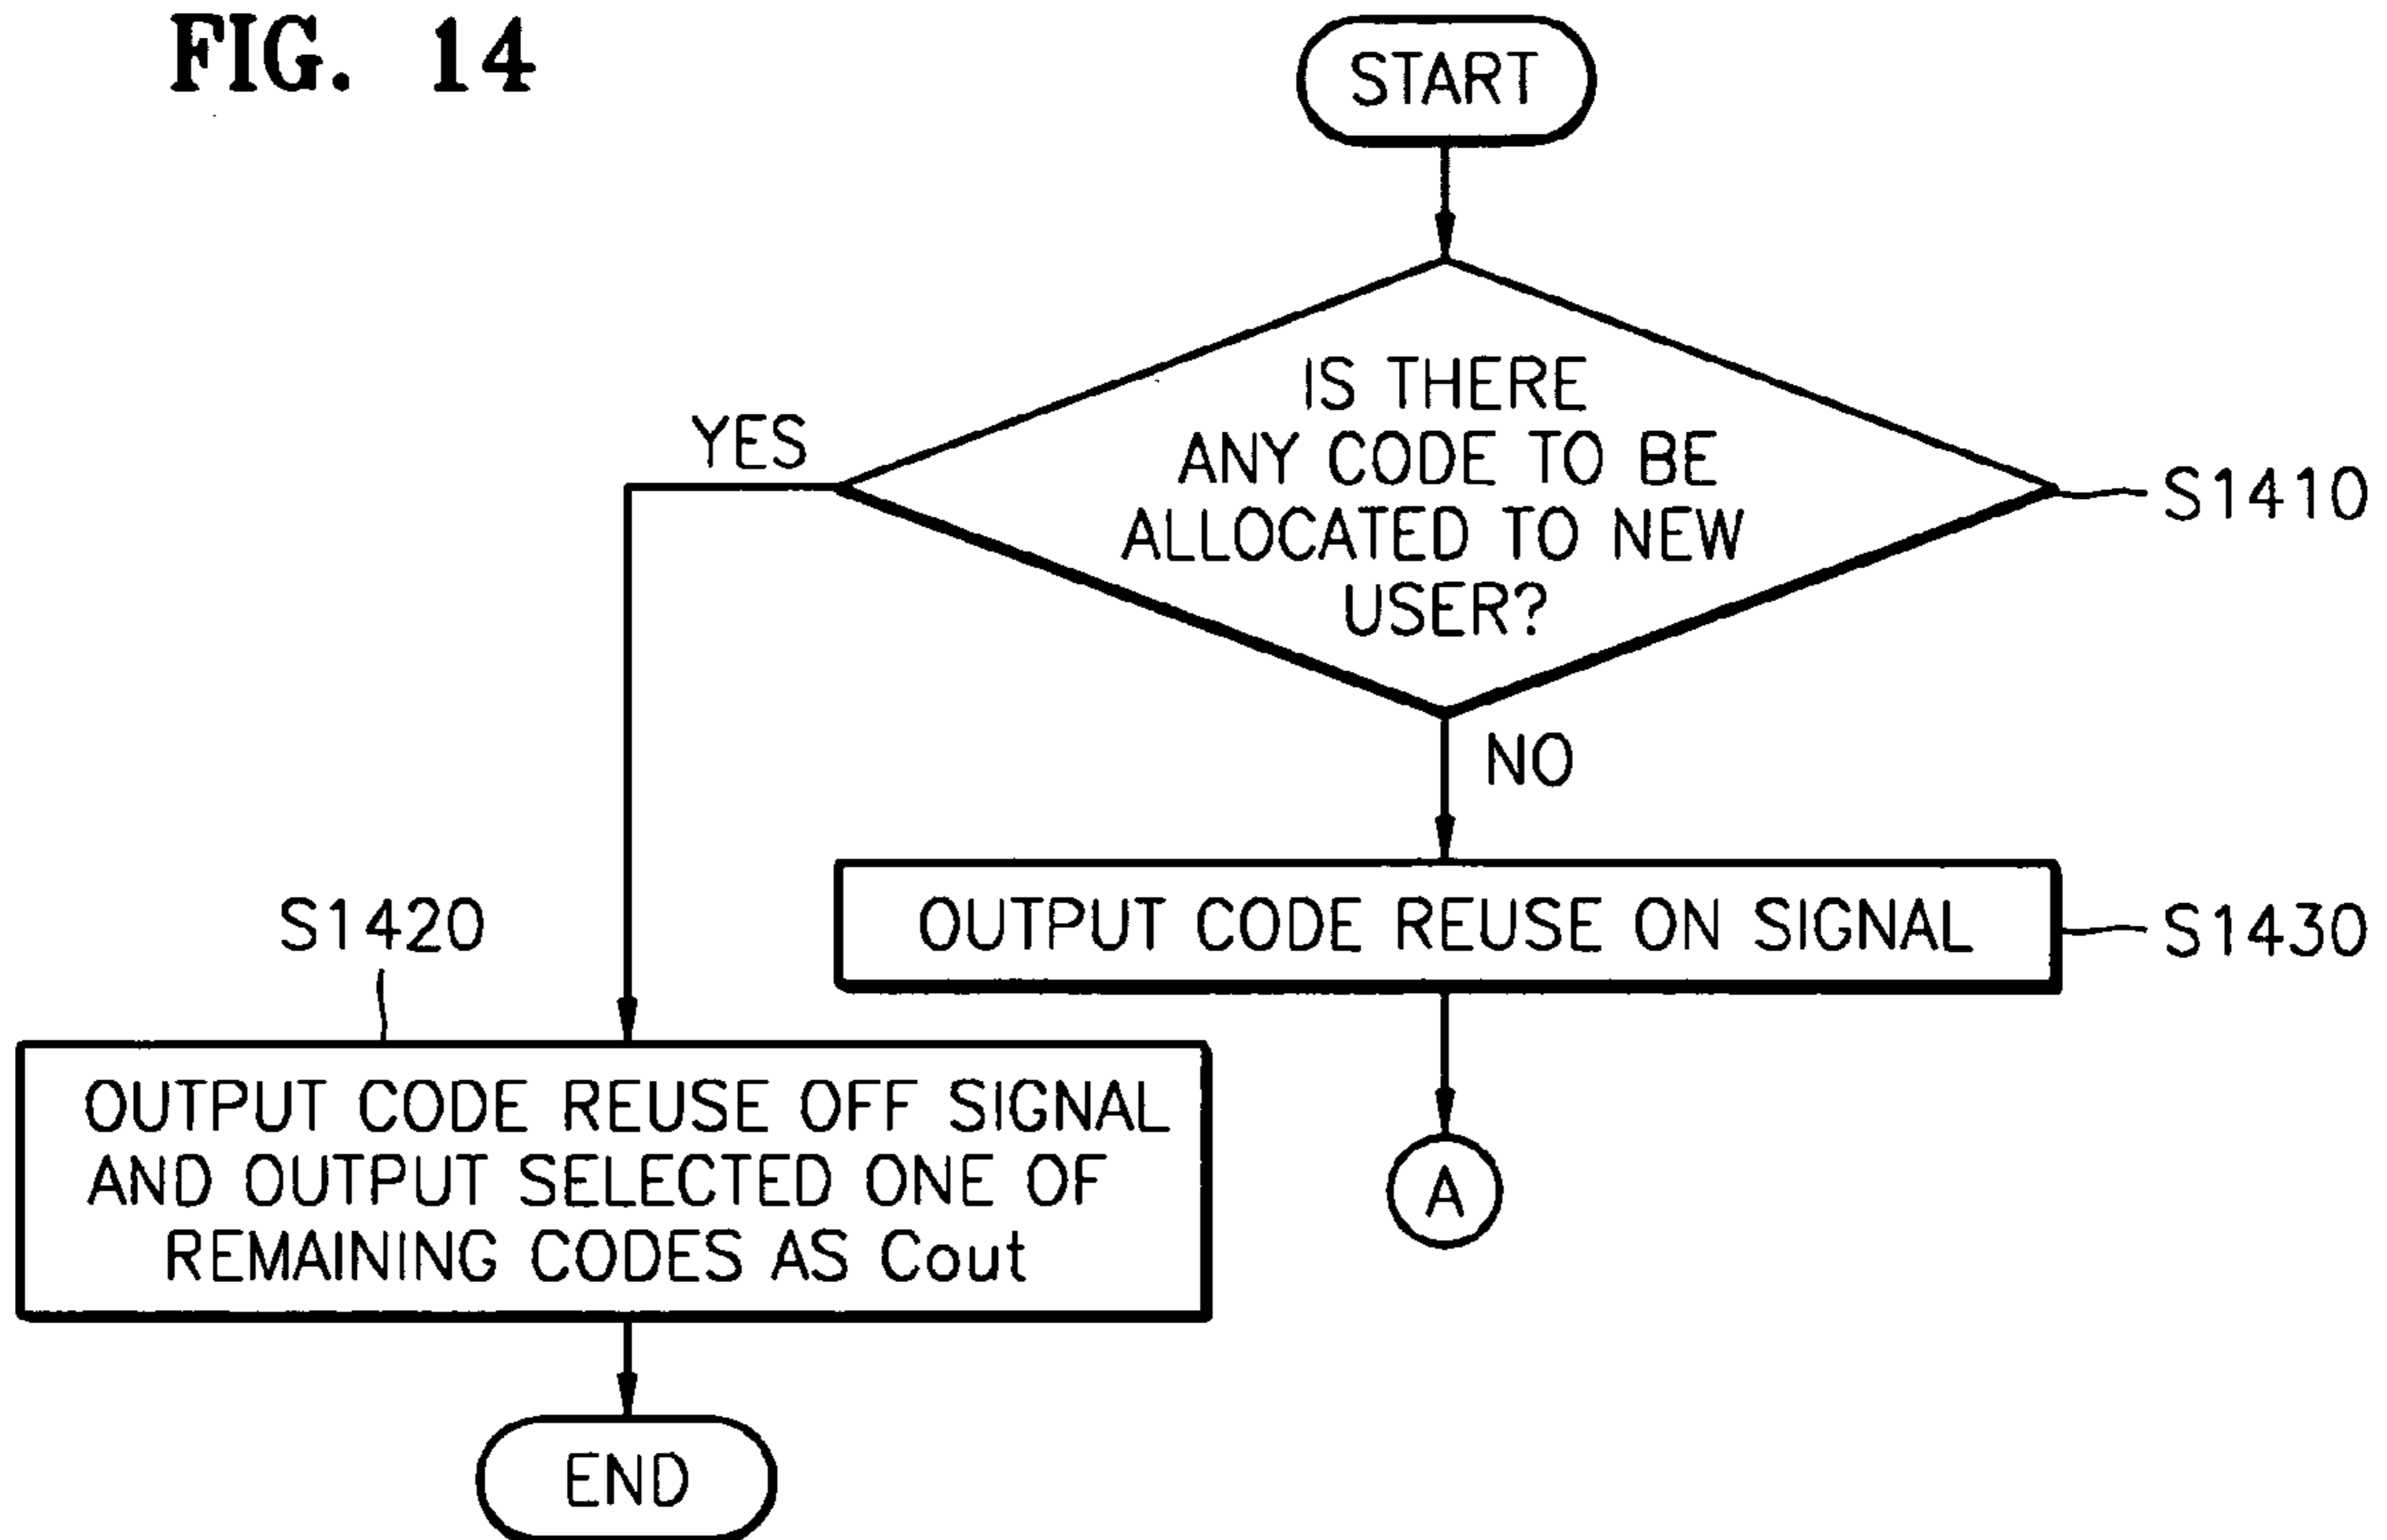 FIG. 14
START
IS THERE
ANY CODE TO BE
ALLOCATED TO NEW
USER?
S1410
YES
NO
OUTPUT CODE REUSE ON SIGNAL
S1430
S1420
OUTPUT CODE REUSE OFF SIGNAL
AND OUTPUT SELECTED ONE OF
REMAINING CODES AS Cout
A
END